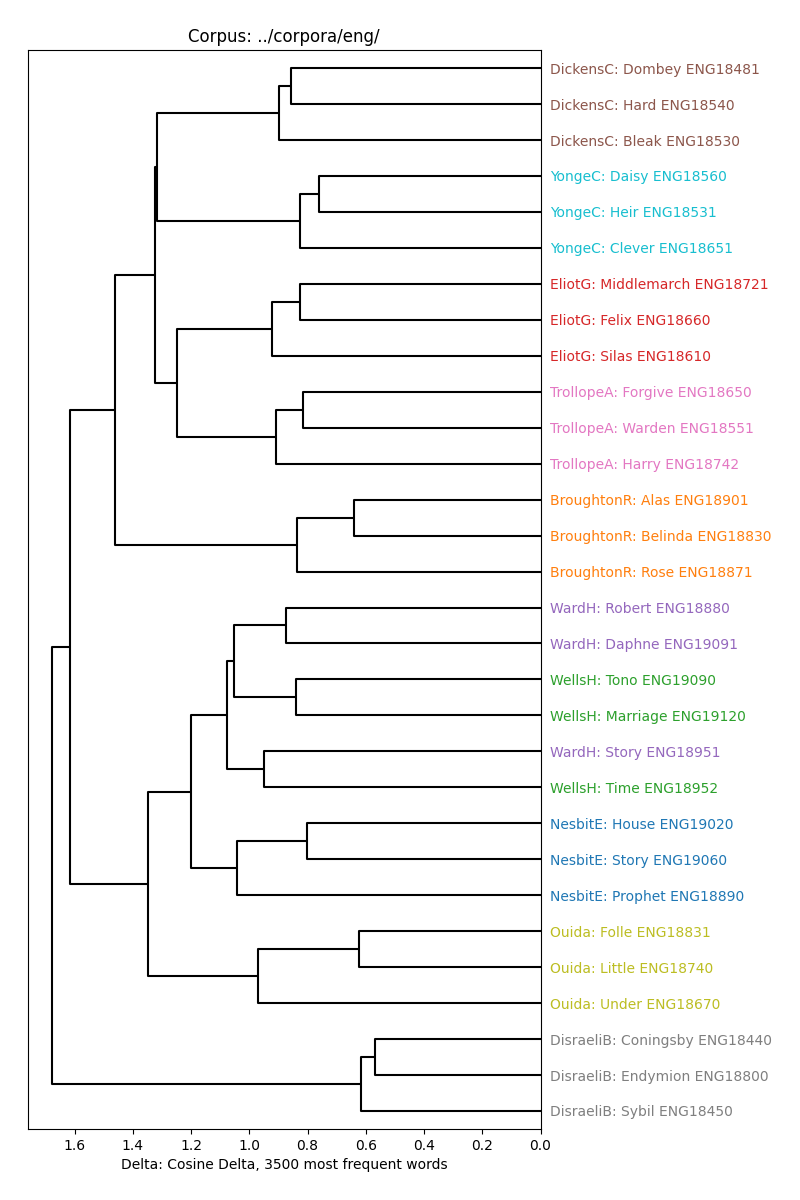 Corpus: ../corpora/eng/
DickensC: Dombey ENG18481
DickensC: Hard ENG18540
DickensC: Bleak ENG18530
YongeC: Daisy ENG18560
YongeC: Heir ENG18531
YongeC: Clever ENG18651
EliotG: Middlemarch ENG18721
EliotG: Felix ENG18660
EliotG: Silas ENG18610
TrollopeA: Forgive ENG18650
TrollopeA: Warden ENG18551
TrollopeA: Harry ENG18742
BroughtonR: Alas ENG18901
BroughtonR: Belinda ENG18830
BroughtonR: Rose ENG18871
WardH: Robert ENG18880
WardH: Daphne ENG19091
WellsH: Tono ENG19090
WellsH: Marriage ENG19120
WardH: Story ENG18951
WellsH: Time ENG18952
NesbitE: House ENG19020
NesbitE: Story ENG19060
NesbitE: Prophet ENG18890
Ouida: Folle ENG18831
Ouida: Little ENG18740
Ouida: Under ENG18670
DisraeliB: Coningsby ENG18440
DisraeliB: Endymion ENG18800
DisraeliB: Sybil ENG18450
1.6 1.4 1.2 1.0 0.8 0.6 0.4 0.2 0.0
Delta: Cosine Delta, 3500 most frequent words